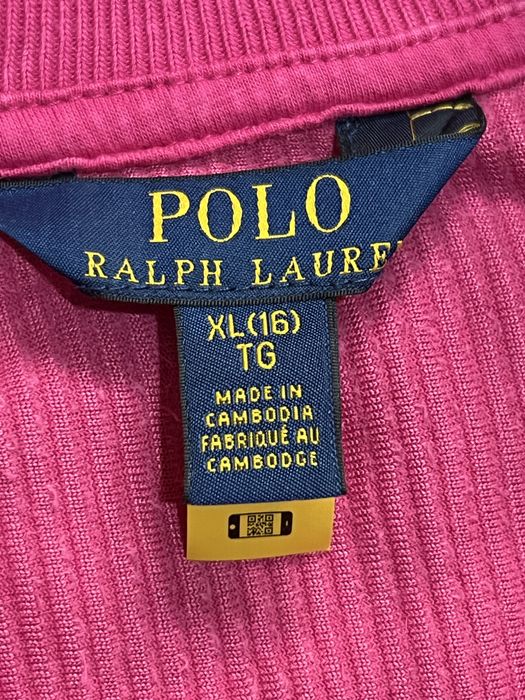 POLO
RALPH LAURE
XL(16)
TG
MADE IN
CAMBODIA
FABRIQUÉ AU
CAMBODGE